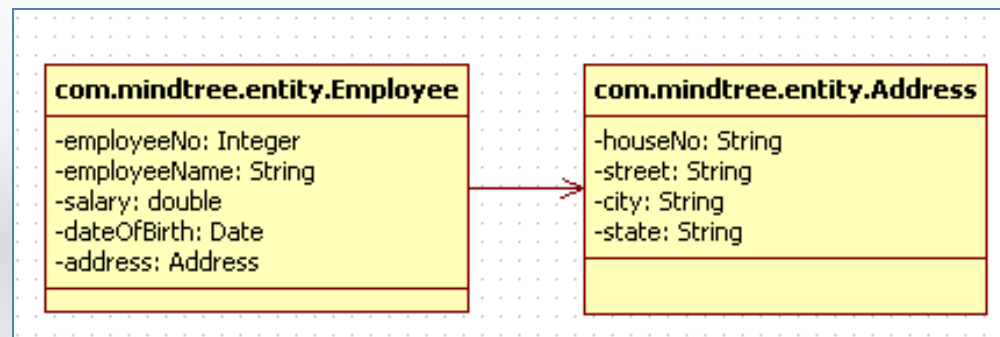 com.mindtree.entity.Employee
-employeeNo: Integer
-employeeName: String
-salary: double
-dateOfBirth: Date
-address: Address
com.mindtree.entity.Address
-houseNo: String
-street: String
-city: String
-state: String